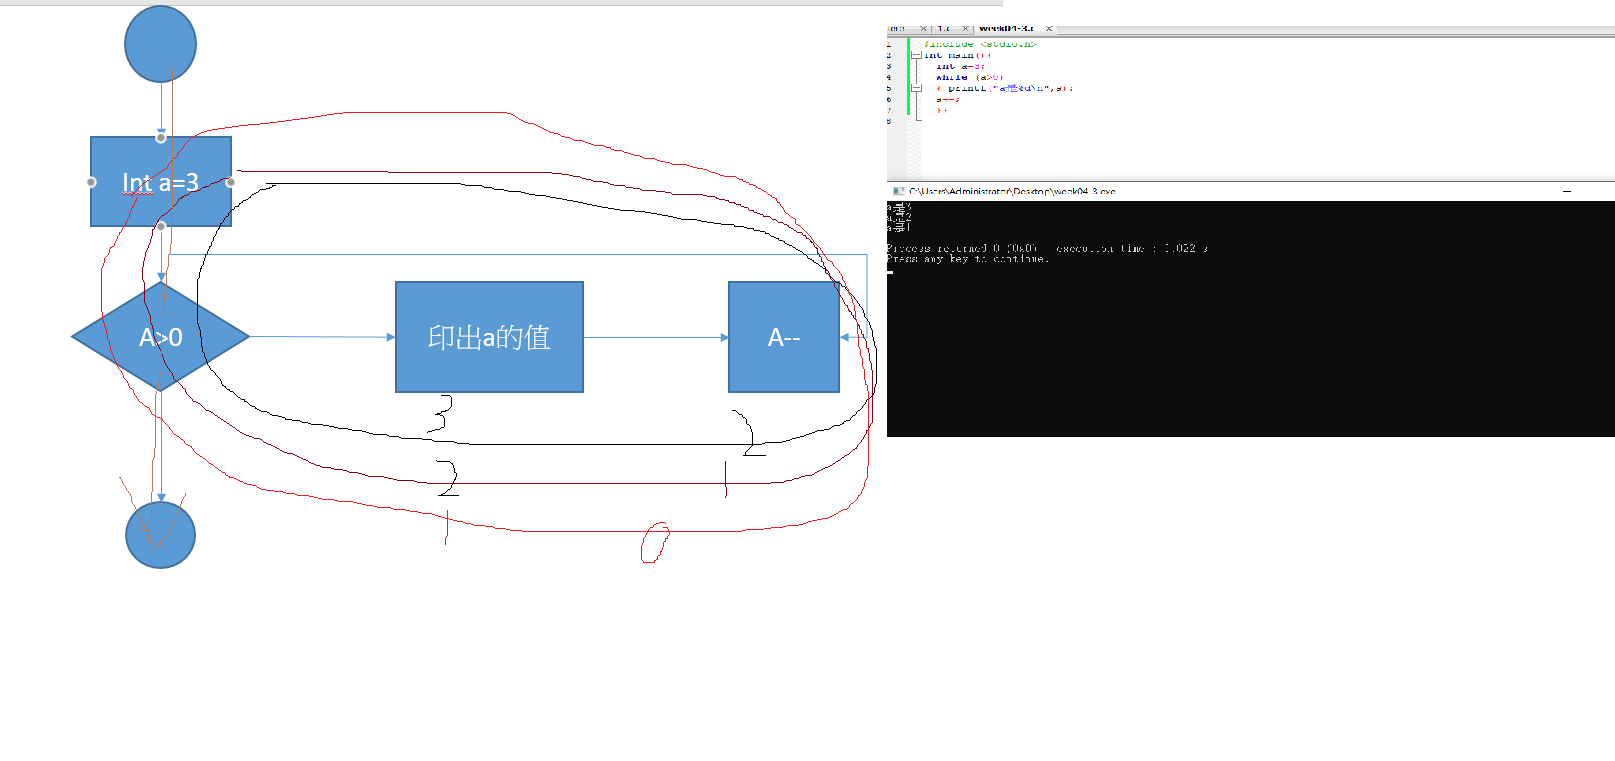 Int a=3
A>0
印出a的值
A--
3
2
2
1
1
0
1.c
week04-3.c
1
#include <stdio.h>
2
int main(){
3
int a=3;
4
while (a>0)
5
{ printf("a是%d\n",a);
6
a--;
7
}}
8
C:\Users\Administrator\Desktop\week04-3.exe
a是3
a是2
a是1
Process returned 0 (0x0) execution time : 0.022 s
Press any key to continue.